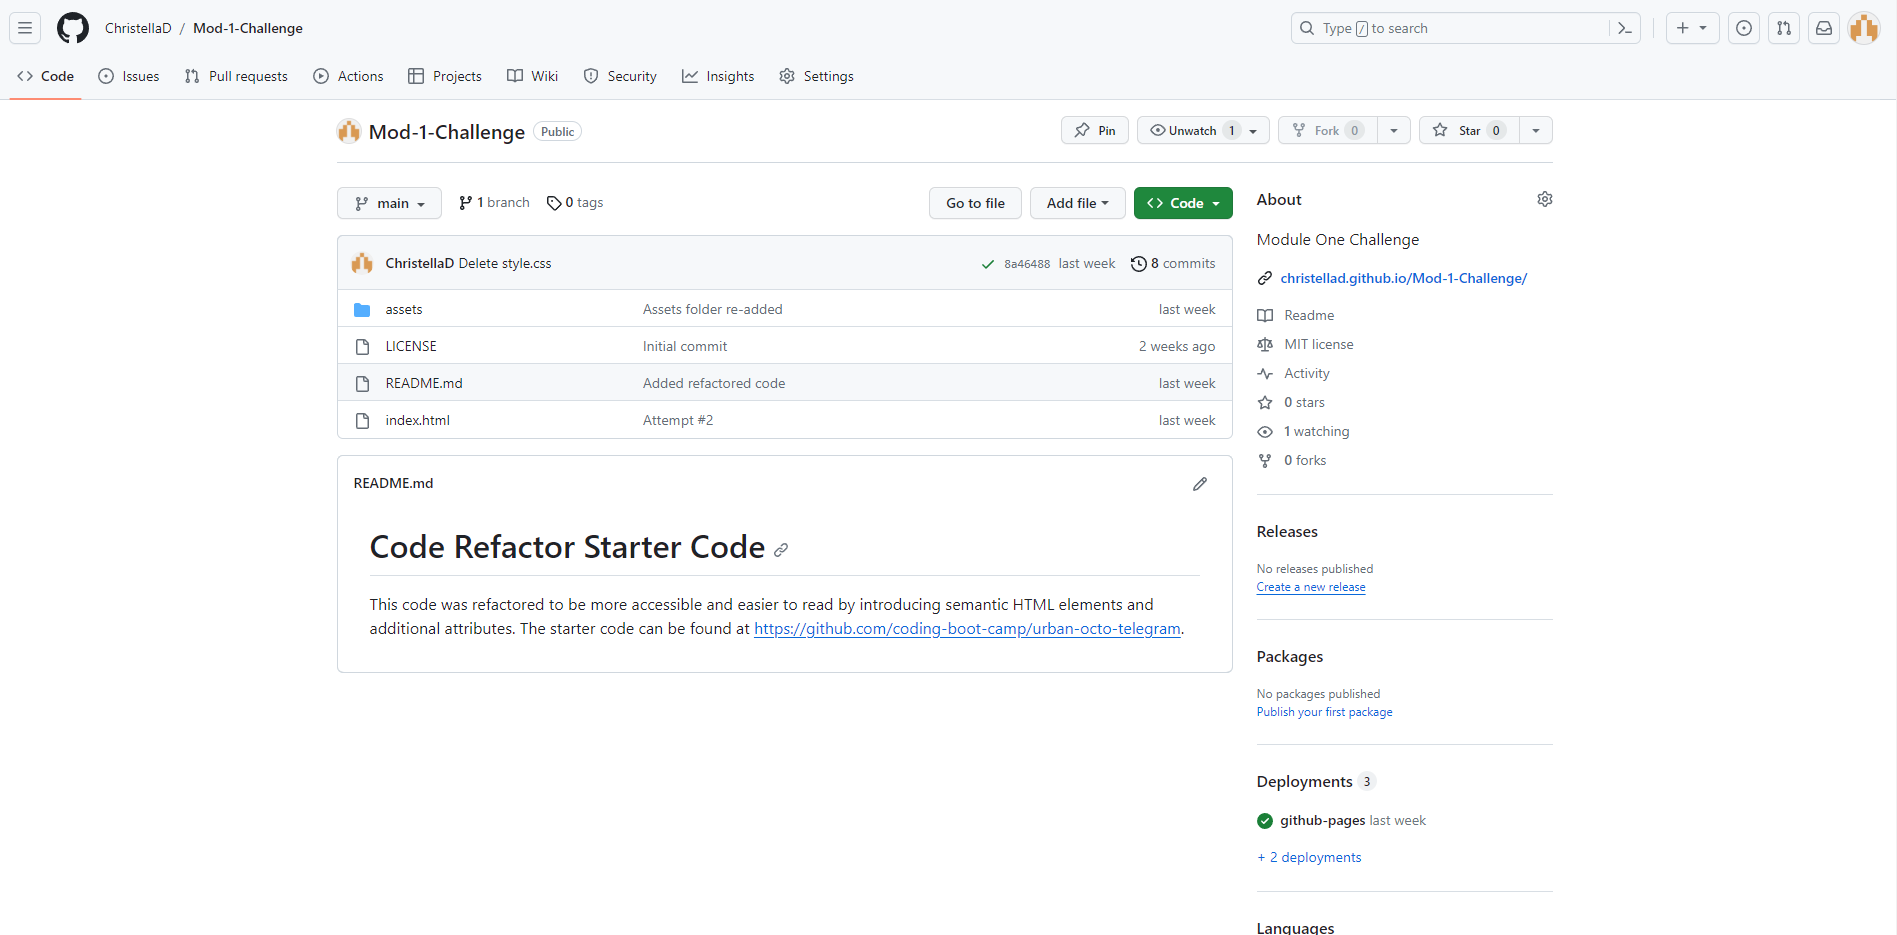 ChristellaD / Mod-1-Challenge
Type / to search
Code Issues Pull requests Actions Projects Wiki Security Insights Settings
Mod-1-Challenge Public
Pin Unwatch 1 Fork 0 Star 0
main 1 branch 0 tags Go to file Add file Code
ChristellaD Delete style.css 8a46488 last week 8 commits
assets Assets folder re-added last week
LICENSE Initial commit 2 weeks ago
README.md Added refactored code last week
index.html Attempt #2 last week
README.md
Code Refactor Starter Code
This code was refactored to be more accessible and easier to read by introducing semantic HTML elements and
additional attributes. The starter code can be found at https://github.com/coding-boot-camp/urban-octo-telegram.
About
Module One Challenge
christellad.github.io/Mod-1-Challenge/
Readme
MIT license
Activity
0 stars
1 watching
0 forks
Releases
No releases published
Create a new release
Packages
No packages published
Publish your first package
Deployments 3
github-pages last week
+ 2 deployments
Languages